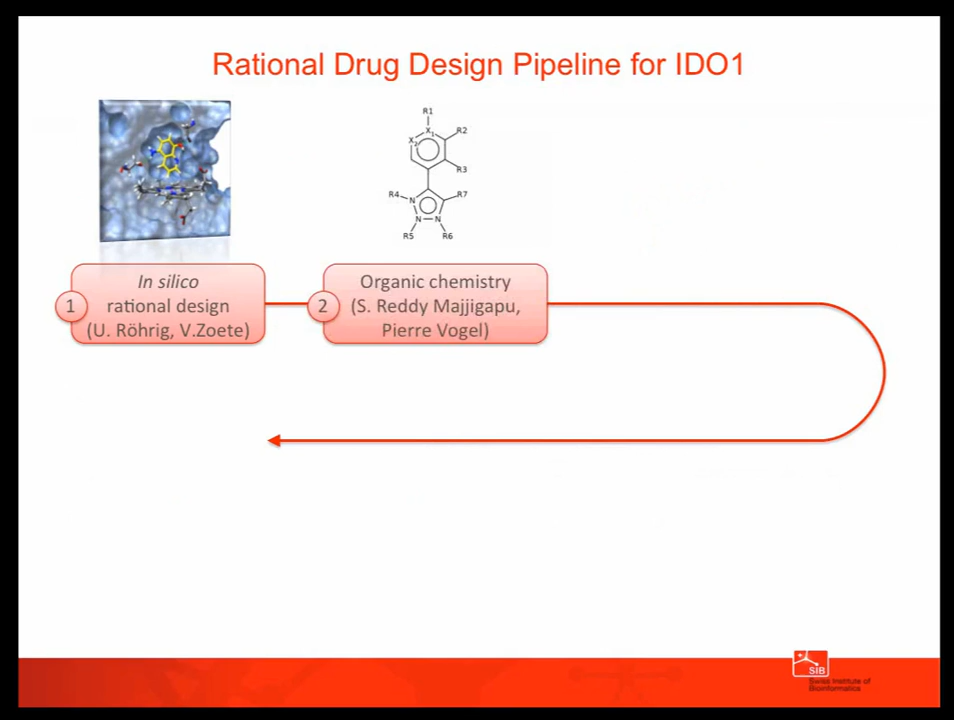 Rational Drug Design Pipeline for IDO1
R1
X1
X2
R2
R3
R4
R7
N
N
N
R5
R6
1
In silico
rational design
(U. Röhrig, V.Zoete)
2
Organic chemistry
(S. Reddy Majjigapu,
Pierre Vogel)
SIB
Swiss Institute of
Bioinformatics